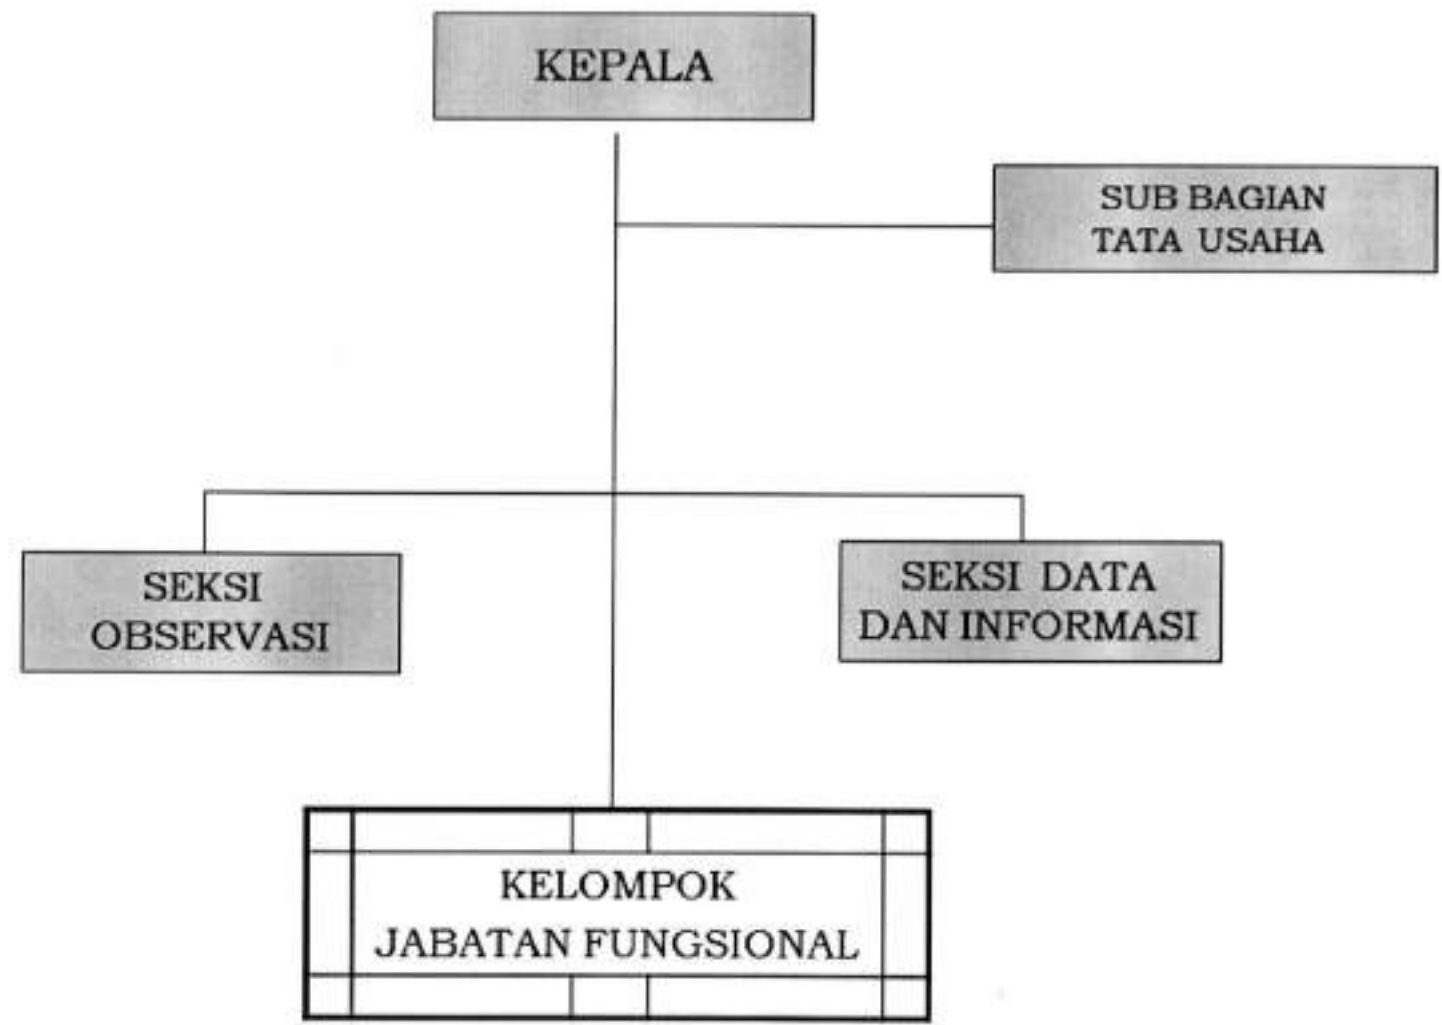 KEPALA
SUB BAGIAN
TATA USAHA
SEKSI
OBSERVASI
SEKSI DATA
DAN INFORMASI
KELOMPOK
JABATAN FUNGSIONAL